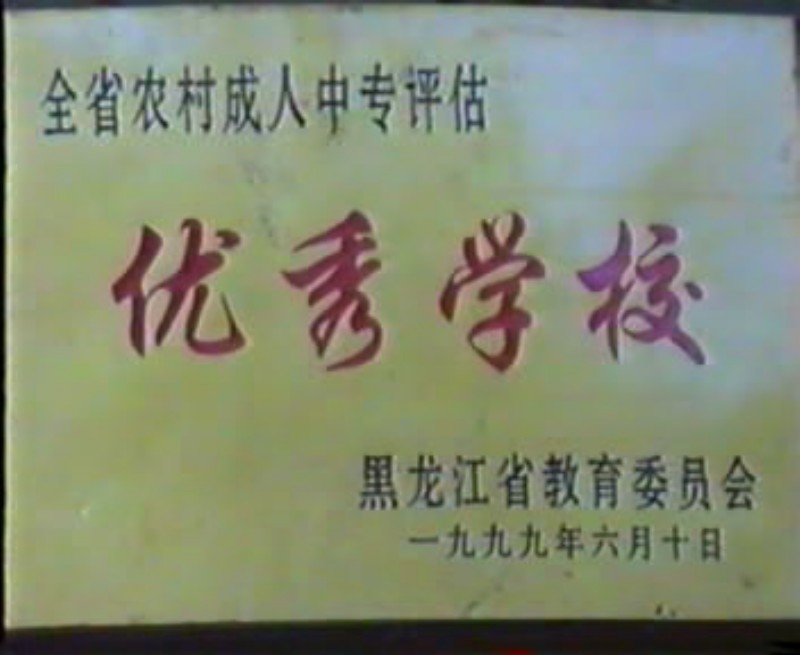 全省农村成人中专评估
优秀学校
黑龙江省教育委员会
一九九九年六月十日